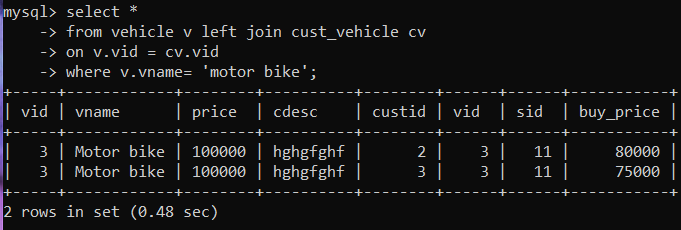 mysql> select *
    -> from vehicle v left join cust_vehicle cv
    -> on v.vid = cv.vid
    -> where v.vname= 'motor bike';
+-----+------------+--------+----------+--------+-----+-----+-----------+
| vid | vname      | price  | cdesc    | custid | vid | sid | buy_price |
+-----+------------+--------+----------+--------+-----+-----+-----------+
|   3 | Motor bike | 100000 | hghgfghf |      2 |   3 |  11 |     80000 |
|   3 | Motor bike | 100000 | hghgfghf |      3 |   3 |  11 |     75000 |
+-----+------------+--------+----------+--------+-----+-----+-----------+
2 rows in set (0.48 sec)